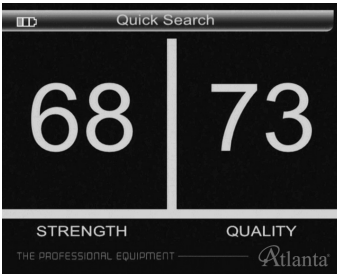 Quick Search
68 73
STRENGTH QUALITY
THE PROFESSIONAL EQUIPMENT Atlanta